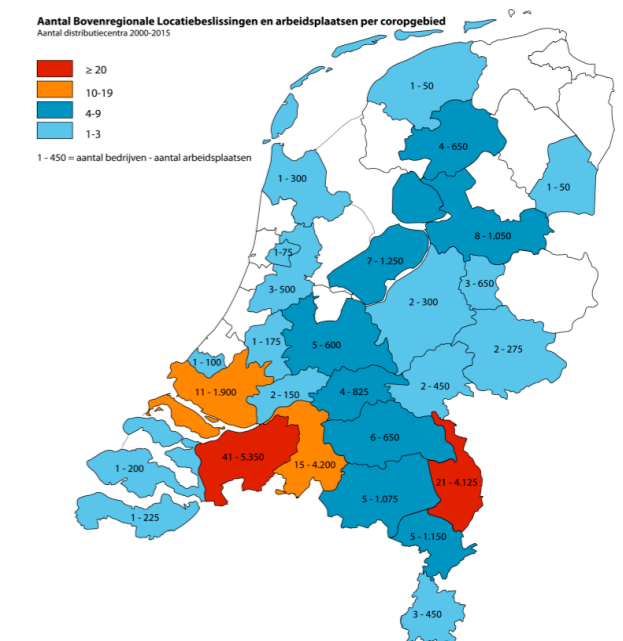 Aantal Bovenregionale Locatiebeslissingen en arbeidsplaatsen per coropgebied
Aantal distributiecentra 2000-2015
≥ 20
10-19
4-9
1-3
1 - 450 = aantal bedrijven - aantal arbeidsplaatsen
1 - 50
4 - 650
1 - 300
1 - 50
8 - 1.050
1 -75
7 - 1.250
3 - 650
3 - 500
2 - 300
1 - 175
5 - 600
2 - 275
1 - 100
11 - 1.900
2 - 150
4 - 825
2 - 450
6 - 650
41 - 5.350
15 - 4.200
1 - 200
21 - 4.125
5 - 1.075
1 - 225
5 - 1.150
3 - 450